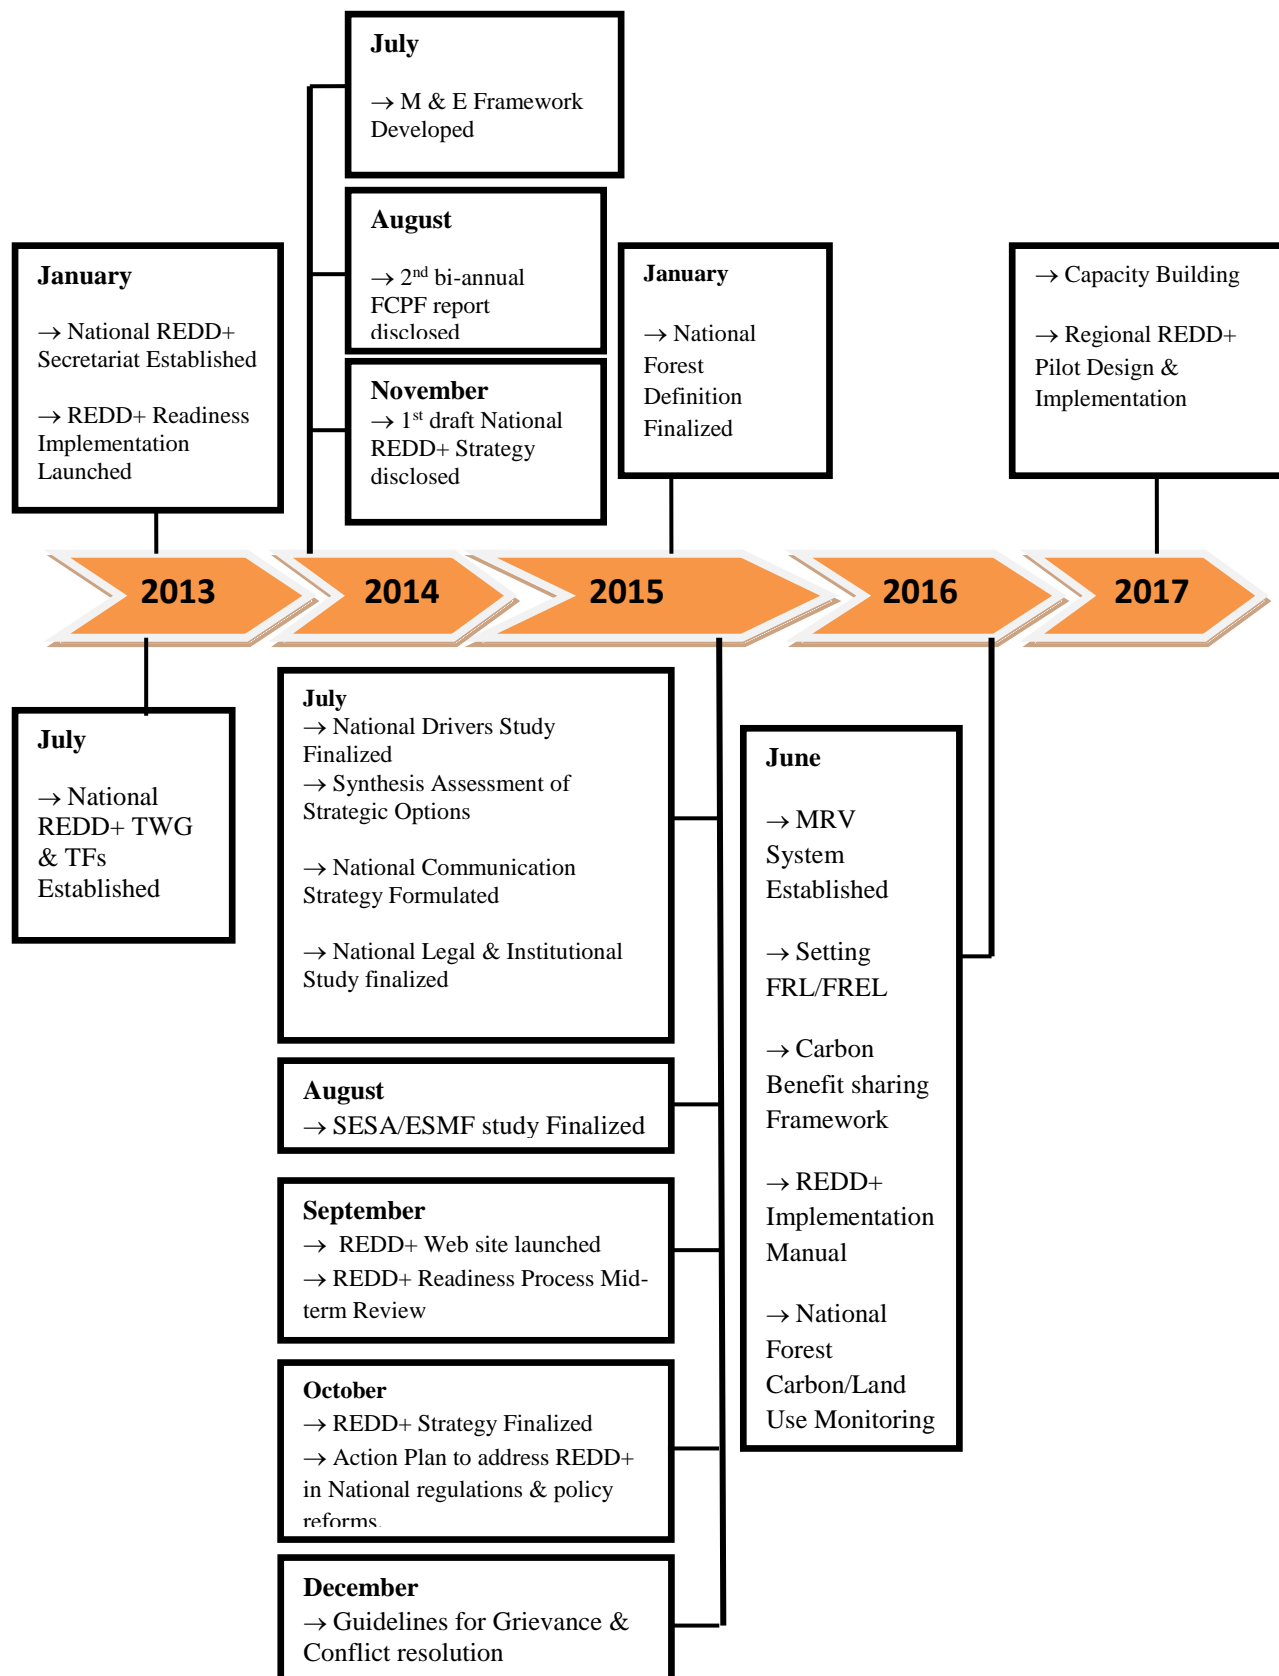 July
→ M & E Framework
Developed
August
→ 2nd bi-annual
FCPF report
disclosed
November
→ 1st draft National
REDD+ Strategy
disclosed
January
→ National REDD+
Secretariat Established
→ REDD+ Readiness
Implementation
Launched
January
→ National
Forest
Definition
Finalized
→ Capacity Building
→ Regional REDD+
Pilot Design &
Implementation
2013
2014
2015
2016
2017
July
→ National
REDD+ TWG
& TFs
Established
July
→ National Drivers Study
Finalized
→ Synthesis Assessment of
Strategic Options
→ National Communication
Strategy Formulated
→ National Legal & Institutional
Study finalized
August
→ SESA/ESMF study Finalized
September
→ REDD+ Web site launched
→ REDD+ Readiness Process Mid-
term Review
October
→ REDD+ Strategy Finalized
→ Action Plan to address REDD+
in National regulations & policy
reforms.
December
→ Guidelines for Grievance &
Conflict resolution
June
→ MRV
System
Established
→ Setting
FRL/FREL
→ Carbon
Benefit sharing
Framework
→ REDD+
Implementation
Manual
→ National
Forest
Carbon/Land
Use Monitoring